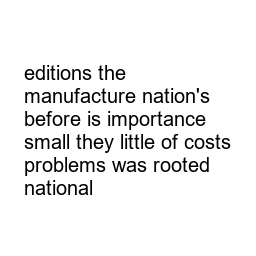 editions the
manufacture nation's
before is importance
small they little of costs
problems was rooted
national